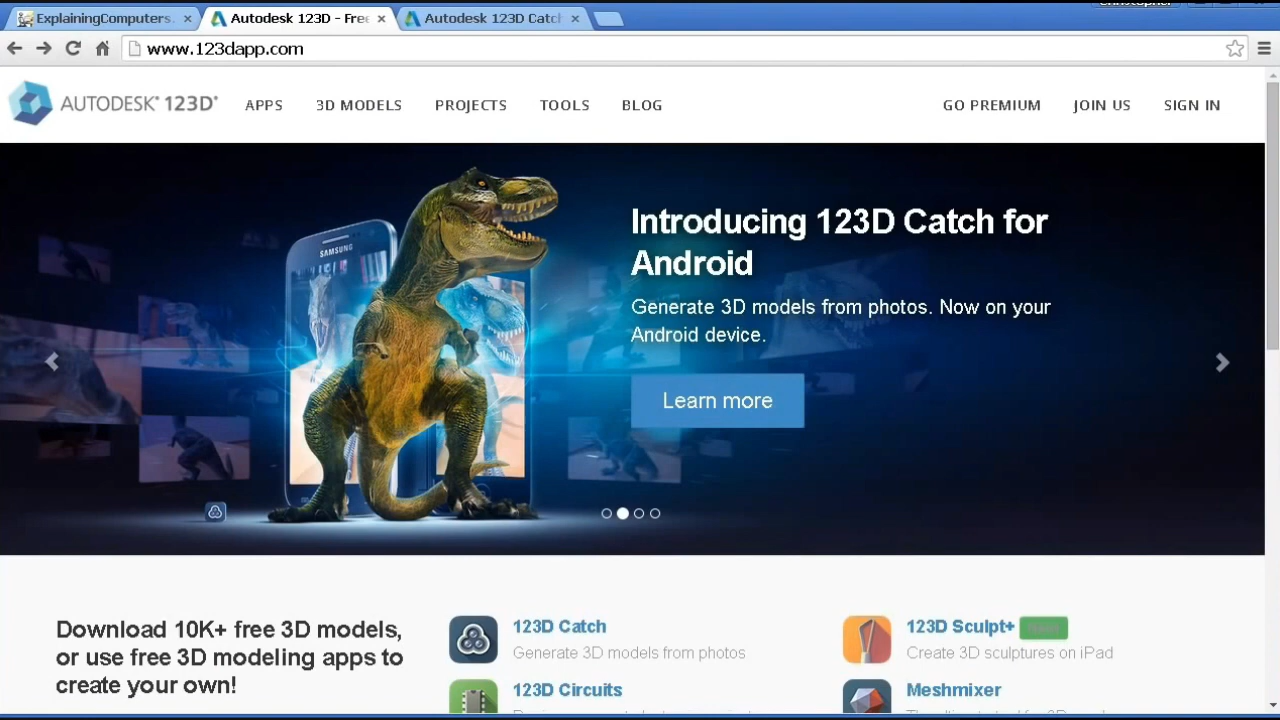 Christopher
ExplainingComputers.
Autodesk 123D - Free
Autodesk 123D Catch
www.123dapp.com
AUTODESK® 123D®
APPS
3D MODELS
PROJECTS
TOOLS
BLOG
GO PREMIUM
JOIN US
SIGN IN
SAMSUNG
Introducing 123D Catch for
Android
Generate 3D models from photos. Now on your
Android device.
Learn more
Download 10K+ free 3D models,
or use free 3D modeling apps to
create your own!
123D Catch
Generate 3D models from photos
123D Circuits
123D Sculpt+
Create 3D sculptures on iPad
Meshmixer